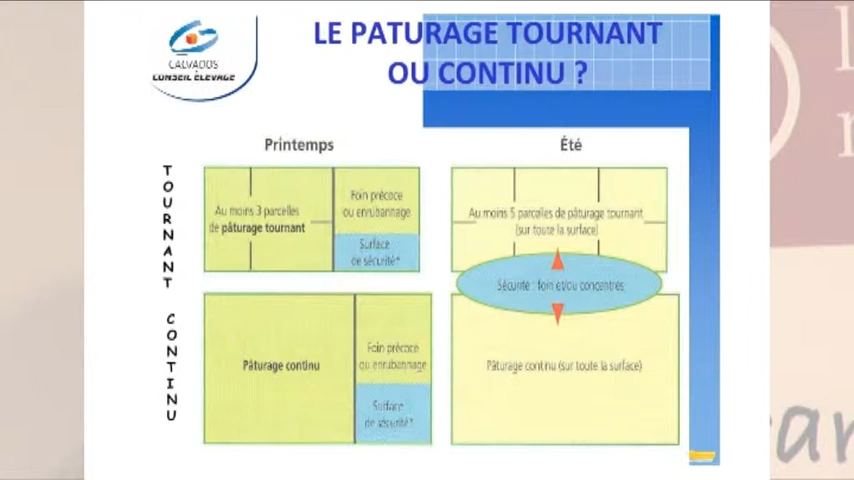 LE PATURAGE TOURNANT
OU CONTINU ?
CALVADOS
CONSEIL ÉLEVAGE
Printemps
Été
TOURNANT
Au moins 3 parcelles
de pâturage tournant
Foin précoce
ou enrubannage
Surface
de sécurité*
Au moins 5 parcelles de pâturage tournant
(sur toute la surface)
Sécurité : foin et/ou concentrés
CONTINU
Pâturage continu
Foin précoce
ou enrubannage
Surface
de sécurité*
Pâturage continu (sur toute la surface)